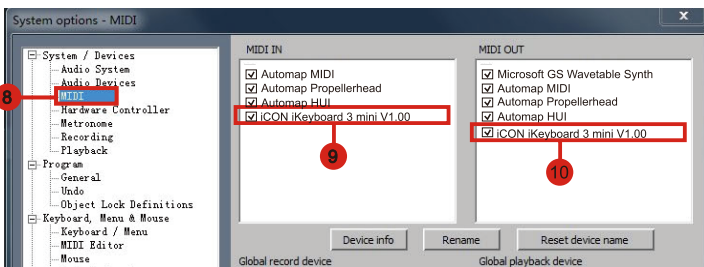 System options - MIDI
x
System / Devices
Audio System
Audio Devices
MIDI
Hardware Controller
Metronome
Recording
Playback
Program
General
Undo
Object Lock Definitions
Keyboard, Menu & Mouse
Keyboard / Menu
MIDI Editor
Mouse
8
MIDI IN
Automap MIDI
Automap Propellerhead
Automap HUI
iCON iKeyboard 3 mini V1.00
9
MIDI OUT
Microsoft GS Wavetable Synth
Automap MIDI
Automap Propellerhead
Automap HUI
iCON iKeyboard 3 mini V1.00
10
Device info
Rename
Reset device name
Global record device
Global playback device